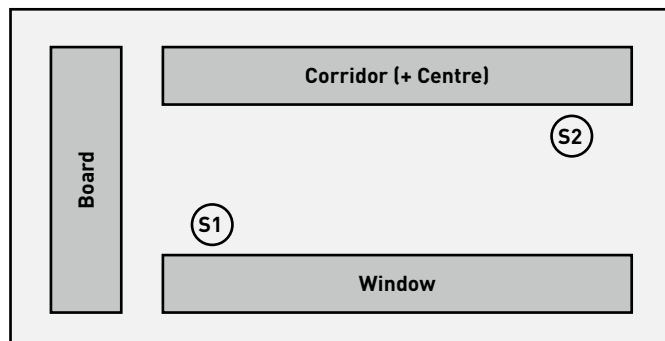 Corridor (+ Centre)
S2
Board
S1
Window